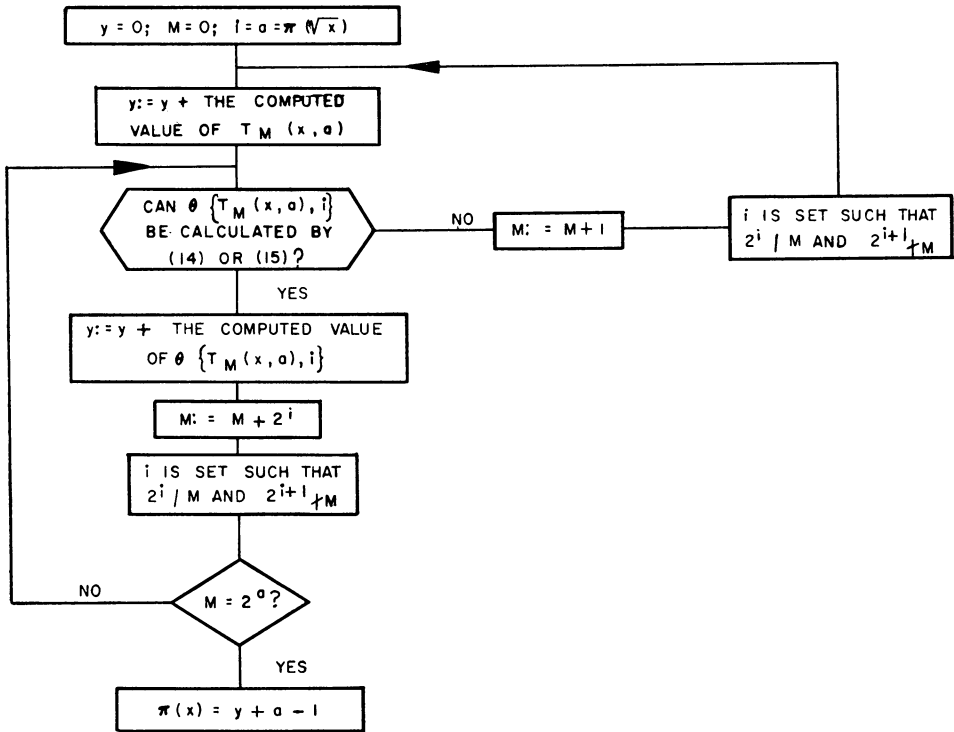 y = 0; M = 0; i = a = π (∜x)
y: = y + THE COMPUTED
VALUE OF T_M (x, a)
CAN θ {T_M (x, a), i}
BE CALCULATED BY
(14) OR (15)?
NO
M: = M + 1
i IS SET SUCH THAT
2^i / M AND 2^{i+1} ∤ M
YES
y: = y + THE COMPUTED VALUE
OF θ {T_M (x, a), i}
M: = M + 2^i
i IS SET SUCH THAT
2^i / M AND 2^{i+1} ∤ M
NO
M = 2^a ?
YES
π (x) = y + a - 1